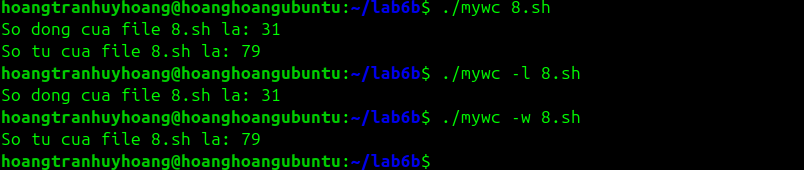 hoangtranhuyhoang@hoanghoangubuntu:~/lab6b$ ./mywc 8.sh
So dong cua file 8.sh la: 31
So tu cua file 8.sh la: 79
hoangtranhuyhoang@hoanghoangubuntu:~/lab6b$ ./mywc -l 8.sh
So dong cua file 8.sh la: 31
hoangtranhuyhoang@hoanghoangubuntu:~/lab6b$ ./mywc -w 8.sh
So tu cua file 8.sh la: 79
hoangtranhuyhoang@hoanghoangubuntu:~/lab6b$